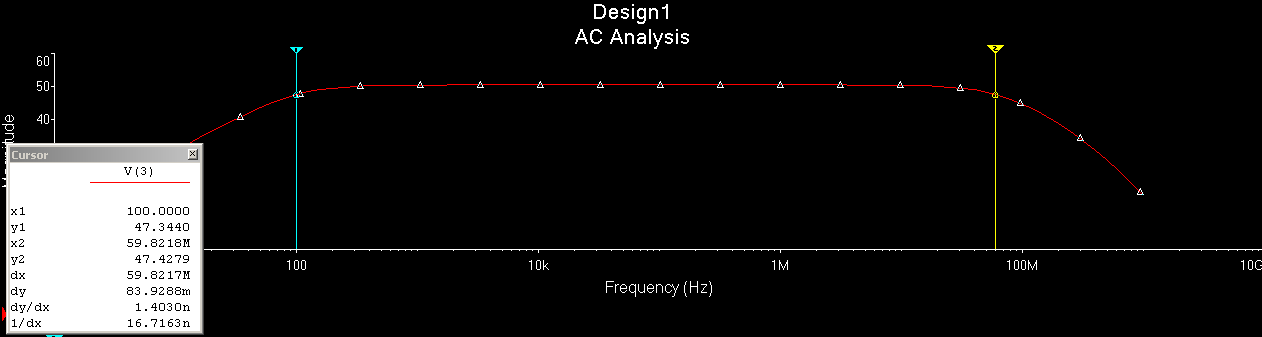 Design1
AC Analysis
60
50
40
Cursor
V(3)
x1 100.0000
y1 47.3440
x2 59.8218M
y2 47.4279
dx 59.8217M
dy 83.9288m
dy/dx 1.4030n
1/dx 16.7163n
100 10k 1M 100M 10G
Frequency (Hz)